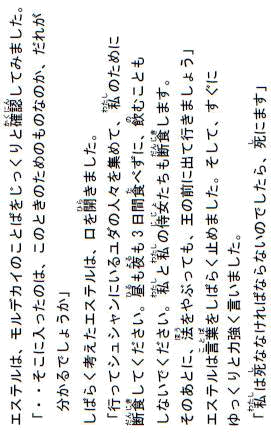 エステルは、モルデカイのことばをじっくりと確認してみました。
「・・そこに入ったのは、このときのためのものなのか、だれが
分かるでしょうか」
しばらく考えたエステルは、口を開きました。
「行ってシュシャンにいるユダの人々を集めて、私のために
断食してください。昼も夜も3日間食べずに、飲むことも
しないでください。私と私の侍女たちも断食します。
そのあとに、法をやぶっても、王の前に出て行きましょう」
エステルは言葉をしばらく止めました。そして、すぐに
ゆっくりと力強く言いました。
「私は死ななければならないのでしたら、死にます」